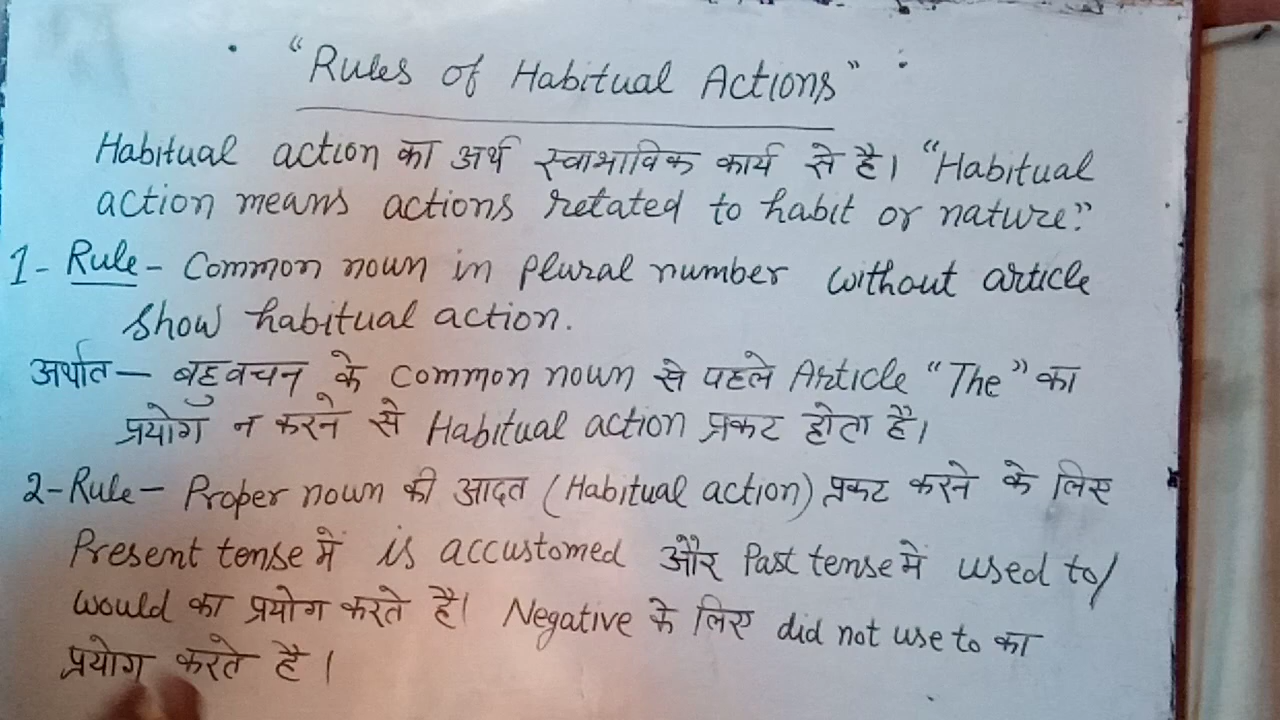 "Rules of Habitual Actions"
Habitual action का अर्थ स्वाभाविक कार्य से है। "Habitual
action means actions retated to habit or nature."
1- Rule - Common noun in plural number without article
show habitual action.
अर्थात — बहुवचन के common noun से पहले Article "The" का
प्रयोग न करने से Habitual action प्रकट होता है।
2-Rule- Proper noun की आदत (Habitual action) प्रकट करने के लिए
Present tense में is accustomed और Past tense में used to/
would का प्रयोग करते है। Negative के लिए did not use to का
प्रयोग करते है।